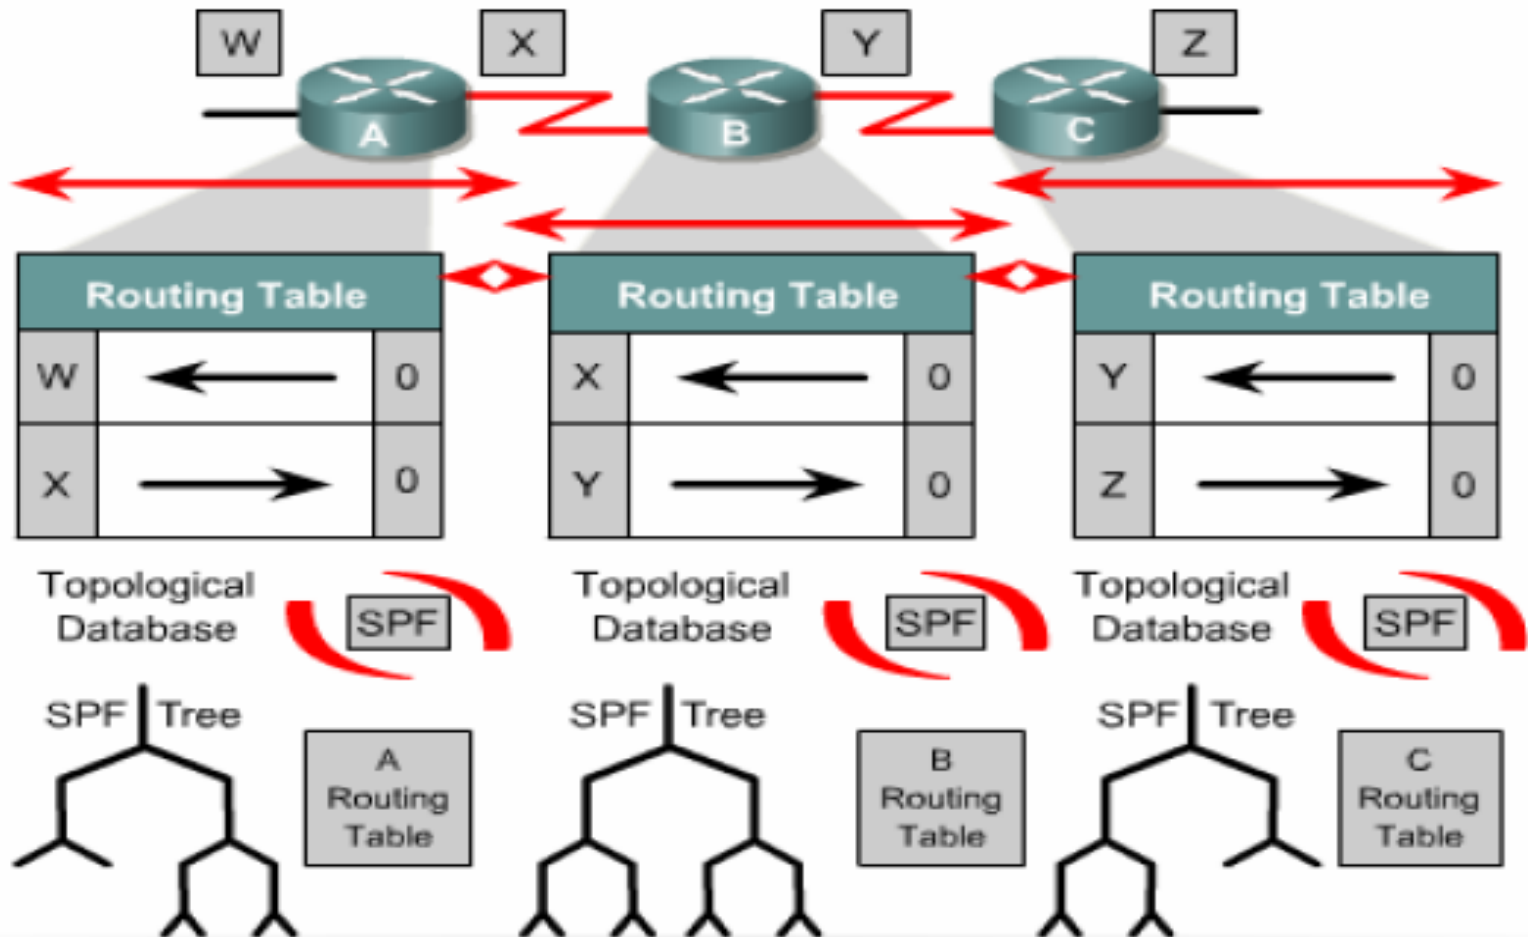 W
X
Y
Z
A
B
C
Routing Table
W 0
X 0
Routing Table
X 0
Y 0
Routing Table
Y 0
Z 0
Topological
Database
SPF
Topological
Database
SPF
Topological
Database
SPF
SPF Tree
A
Routing
Table
SPF Tree
B
Routing
Table
SPF Tree
C
Routing
Table